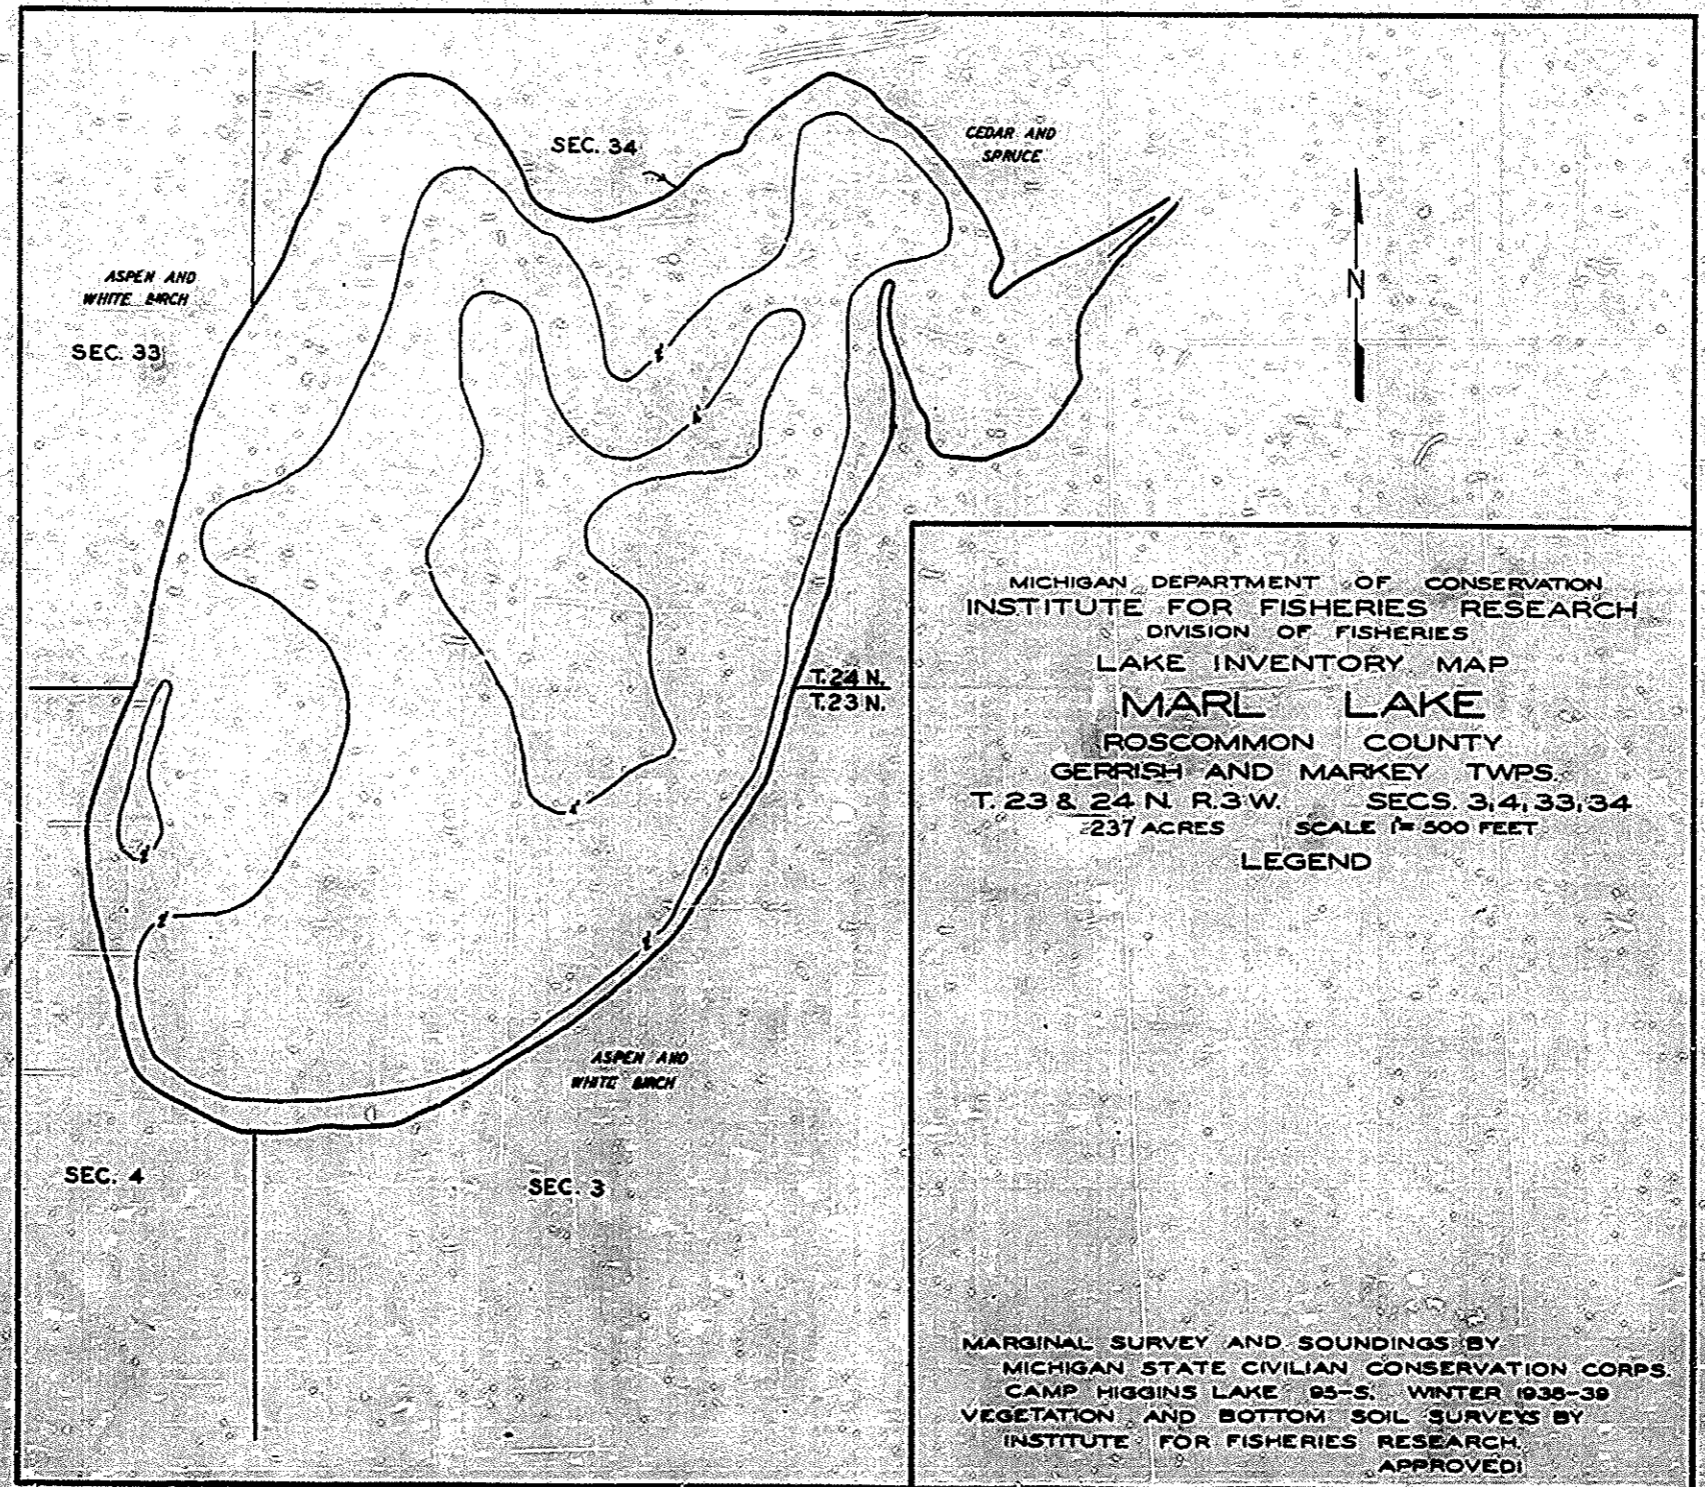 SEC. 34
CEDAR AND
SPRUCE
ASPEN AND
WHITE BIRCH
SEC. 33
N
T. 24 N.
T. 23 N.
ASPEN AND
WHITE BIRCH
SEC. 4
SEC. 3
MICHIGAN DEPARTMENT OF CONSERVATION
INSTITUTE FOR FISHERIES RESEARCH
DIVISION OF FISHERIES
LAKE INVENTORY MAP
MARL LAKE
ROSCOMMON COUNTY
GERRISH AND MARKEY TWPS.
T. 23 & 24 N. R. 3 W. SECS. 3, 4, 33, 34
237 ACRES SCALE 1"= 500 FEET
LEGEND
MARGINAL SURVEY AND SOUNDINGS BY
MICHIGAN STATE CIVILIAN CONSERVATION CORPS.
CAMP HIGGINS LAKE 95-S. WINTER 1938-39
VEGETATION AND BOTTOM SOIL SURVEYS BY
INSTITUTE FOR FISHERIES RESEARCH.
APPROVED: